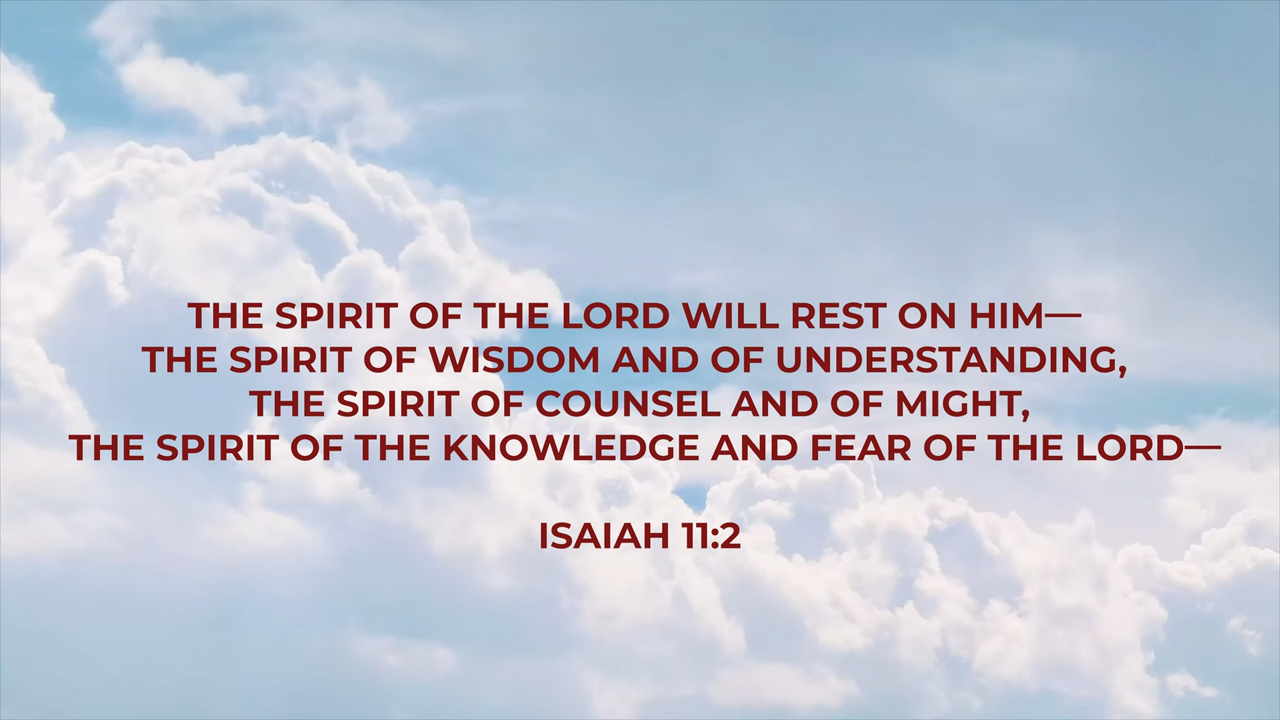 THE SPIRIT OF THE LORD WILL REST ON HIM—
THE SPIRIT OF WISDOM AND OF UNDERSTANDING,
THE SPIRIT OF COUNSEL AND OF MIGHT,
THE SPIRIT OF THE KNOWLEDGE AND FEAR OF THE LORD—
ISAIAH 11:2